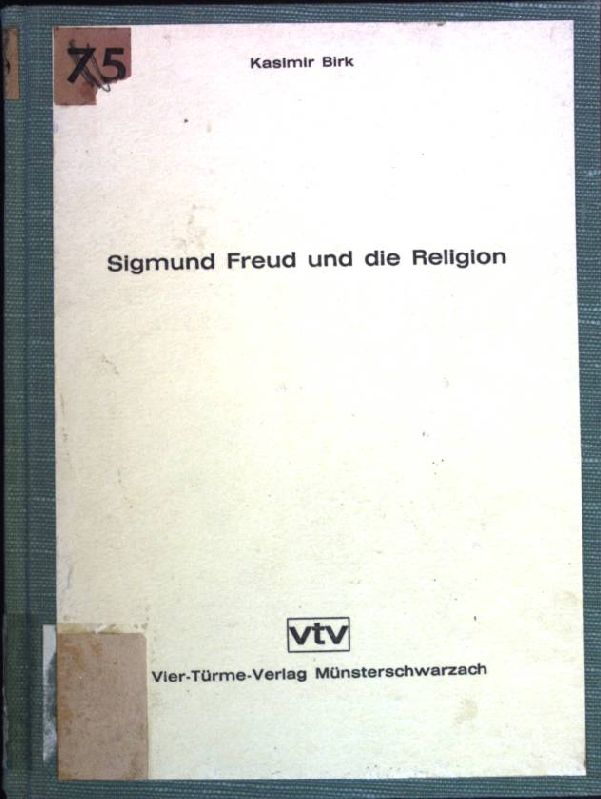 75
Kasimir Birk
Sigmund Freud und die Religion
vtv
Vier-Türme-Verlag Münsterschwarzach